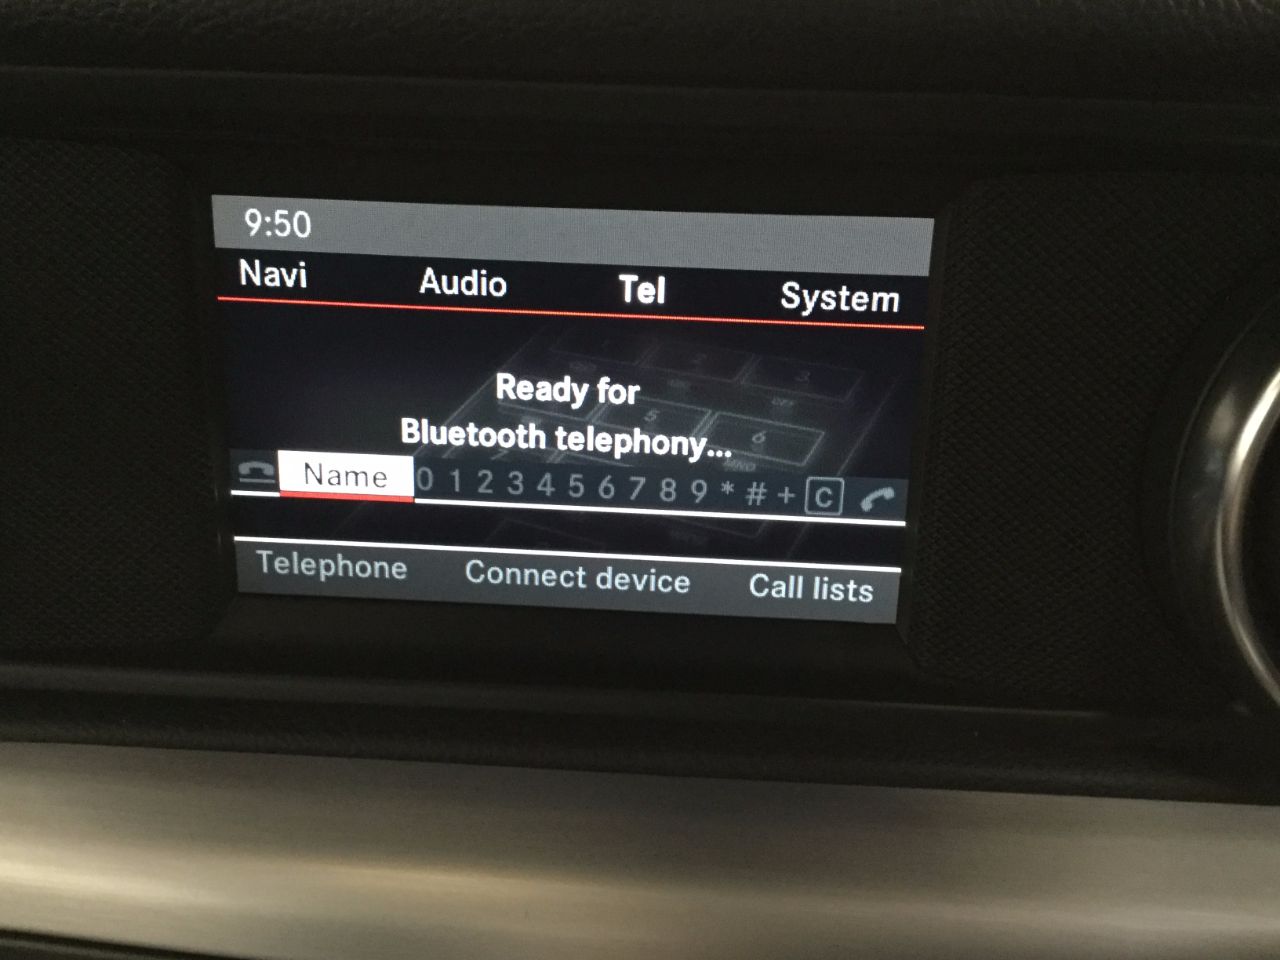 9:50
Navi Audio Tel System
Ready for
Bluetooth telephony...
Name 0 1 2 3 4 5 6 7 8 9 * # + C
Telephone Connect device Call lists